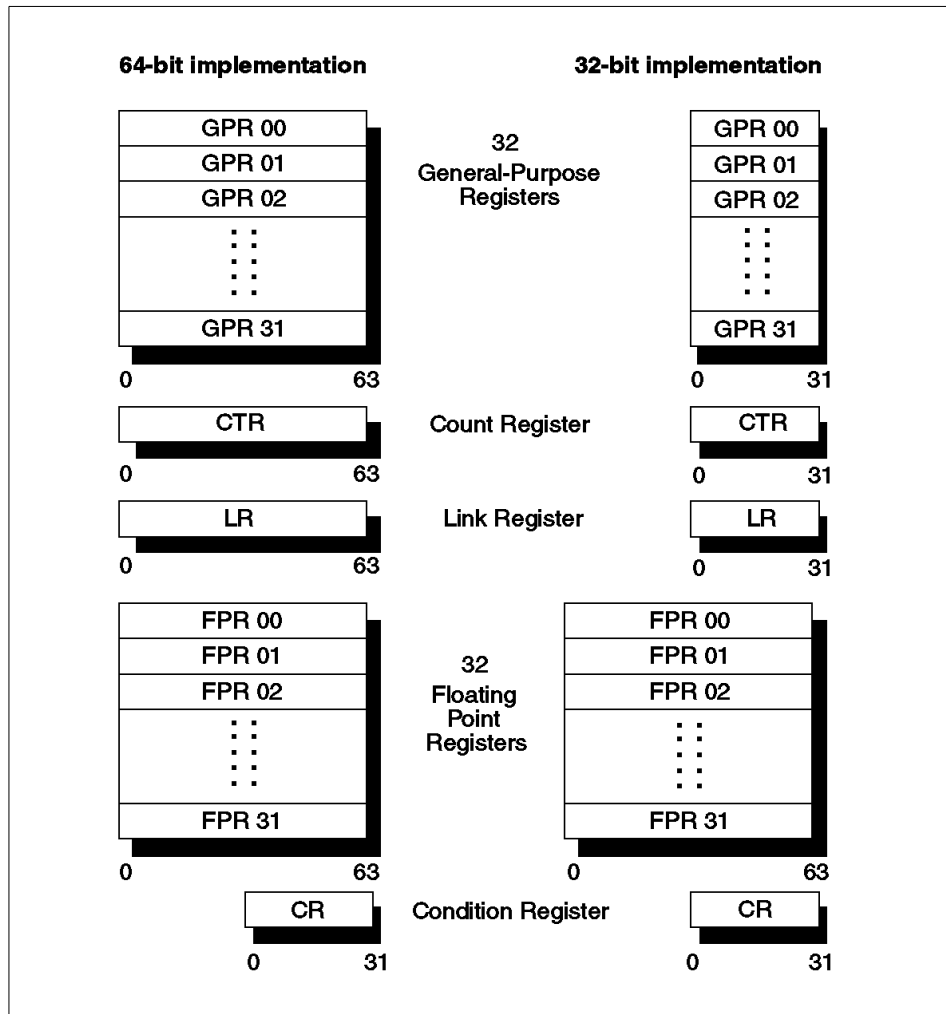 64-bit implementation
32-bit implementation
GPR 00
GPR 01
GPR 02
GPR 31
0 63
32
General-Purpose
Registers
GPR 00
GPR 01
GPR 02
GPR 31
0 31
CTR
0 63
Count Register
CTR
0 31
LR
0 63
Link Register
LR
0 31
FPR 00
FPR 01
FPR 02
FPR 31
0 63
32
Floating
Point
Registers
FPR 00
FPR 01
FPR 02
FPR 31
0 63
CR
0 31
Condition Register
CR
0 31